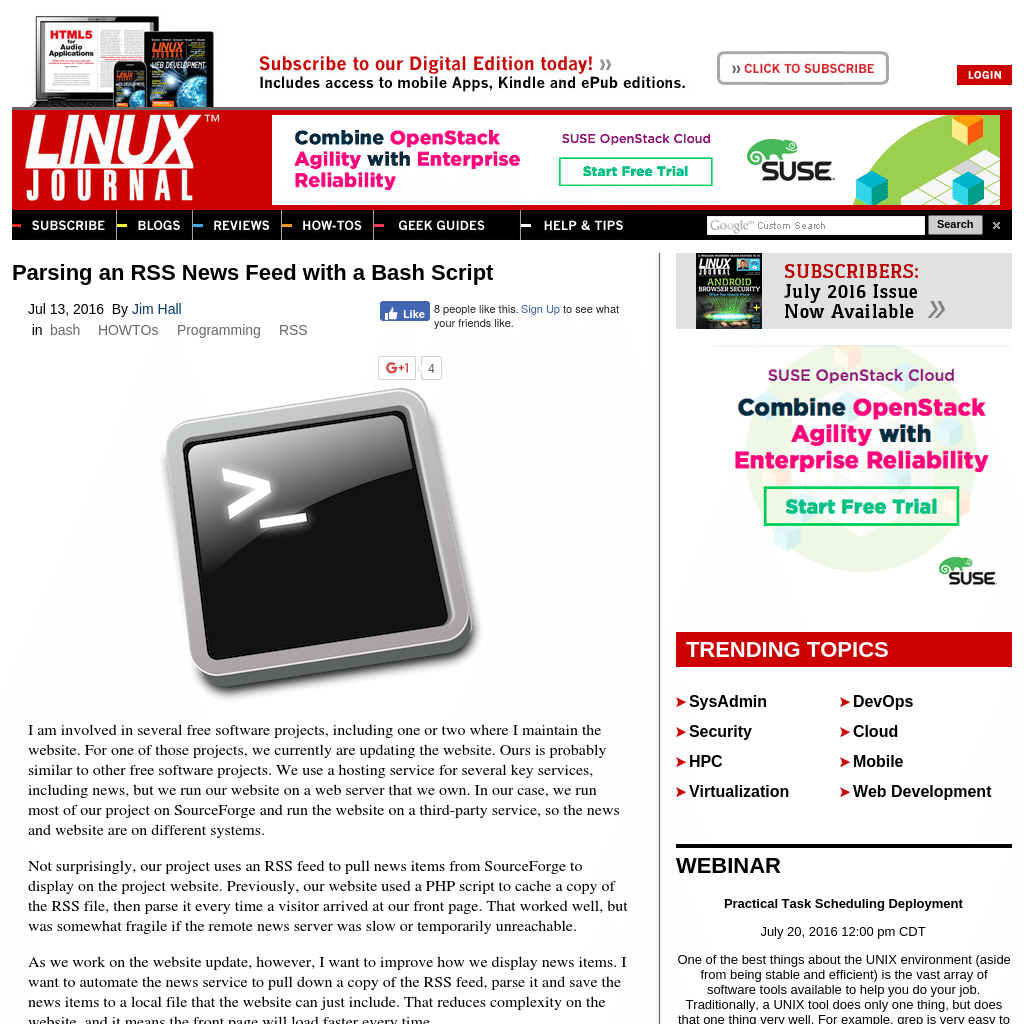 HTML5
for
Audio
Applications
LINUX
JOURNAL
WEB DEVELOPMENT
Subscribe to our Digital Edition today! »
Includes access to mobile Apps, Kindle and ePub editions.
» CLICK TO SUBSCRIBE
LOGIN
LINUX™
JOURNAL
Combine OpenStack
Agility with Enterprise
Reliability
SUSE OpenStack Cloud
Start Free Trial
SUSE
SUBSCRIBE
BLOGS
REVIEWS
HOW-TOS
GEEK GUIDES
HELP & TIPS
Google™ Custom Search
Search
×
Parsing an RSS News Feed with a Bash Script
Jul 13, 2016 By Jim Hall
in bash HOWTOs Programming RSS
Like
8 people like this. Sign Up to see what
your friends like.
G+1
4
>_
I am involved in several free software projects, including one or two where I maintain the
website. For one of those projects, we currently are updating the website. Ours is probably
similar to other free software projects. We use a hosting service for several key services,
including news, but we run our website on a web server that we own. In our case, we run
most of our project on SourceForge and run the website on a third-party service, so the news
and website are on different systems.
Not surprisingly, our project uses an RSS feed to pull news items from SourceForge to
display on the project website. Previously, our website used a PHP script to cache a copy of
the RSS file, then parse it every time a visitor arrived at our front page. That worked well, but
was somewhat fragile if the remote news server was slow or temporarily unreachable.
As we work on the website update, however, I want to improve how we display news items. I
want to automate the news service to pull down a copy of the RSS feed, parse it and save the
news items to a local file that the website can just include. That reduces complexity on the
website, and it means the front page will load faster every time.
LINUX
JOURNAL
ANDROID
BROWSER SECURITY
SUBSCRIBERS:
July 2016 Issue
Now Available »
SUSE OpenStack Cloud
Combine OpenStack
Agility with
Enterprise Reliability
Start Free Trial
SUSE
TRENDING TOPICS
SysAdmin
DevOps
Security
Cloud
HPC
Mobile
Virtualization
Web Development
WEBINAR
Practical Task Scheduling Deployment
July 20, 2016 12:00 pm CDT
One of the best things about the UNIX environment (aside
from being stable and efficient) is the vast array of
software tools available to help you do your job.
Traditionally, a UNIX tool does only one thing, but does
that one thing very well. For example, grep is very easy to